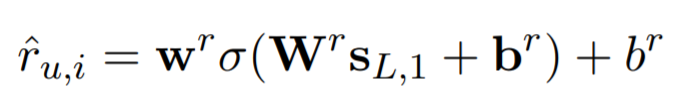 r̂_{u,i} = w^r σ(W^r s_{L,1} + b^r) + b^r